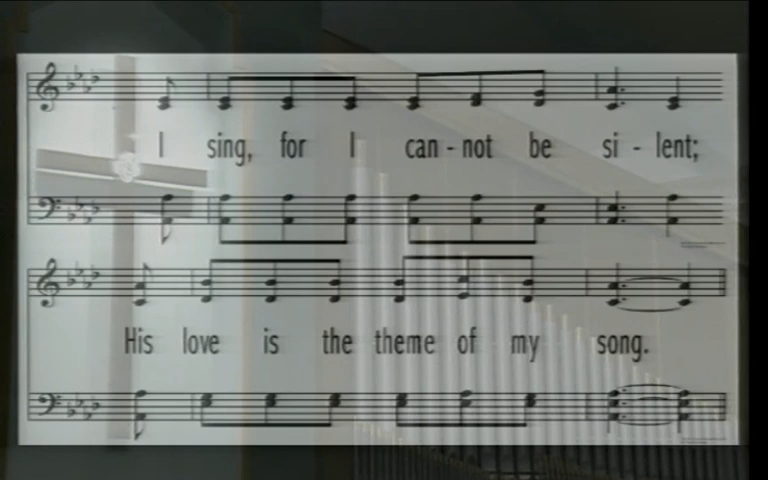 I sing, for I can - not be si - lent;
His love is the theme of my song.